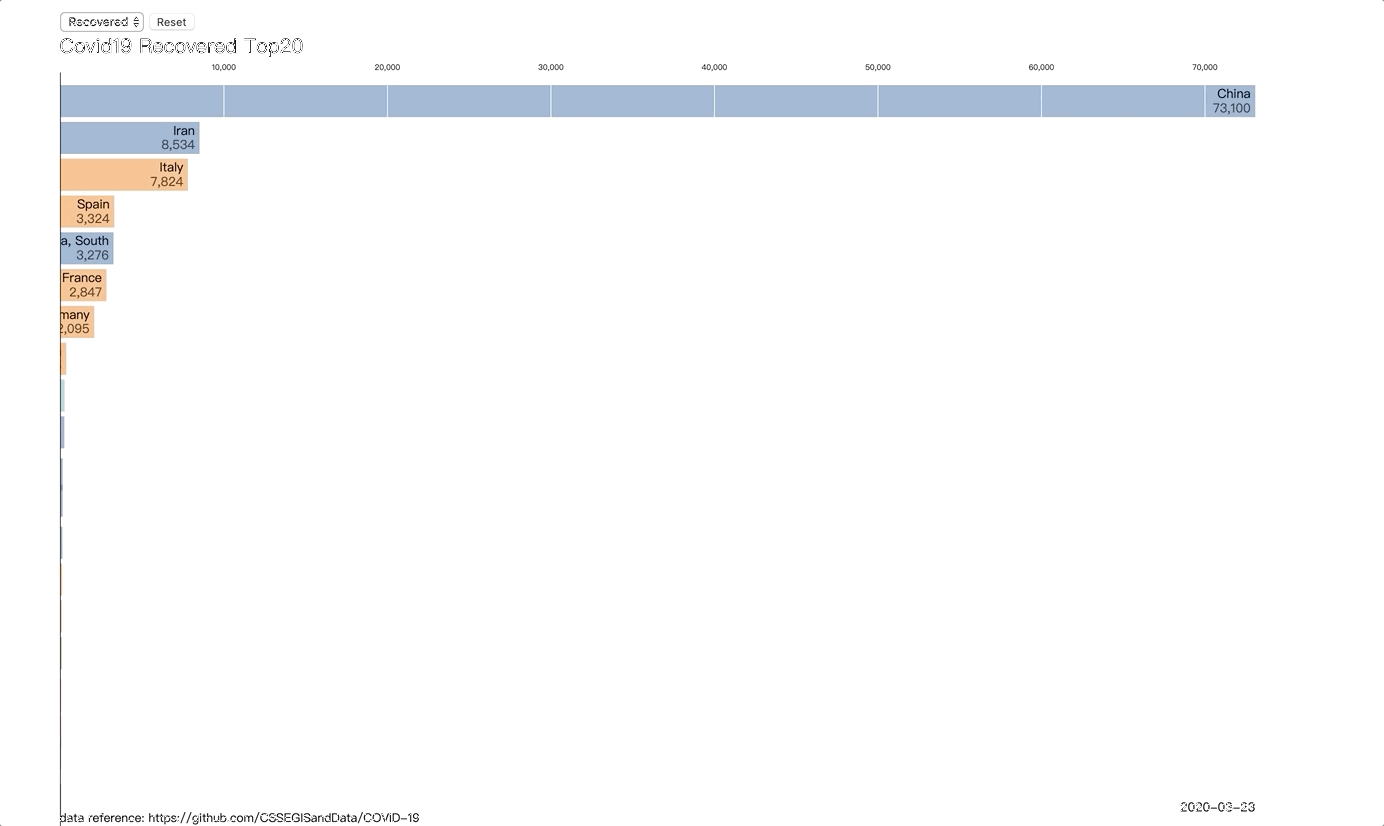 Recovered Reset
Covid19 Recovered Top20
10,000 20,000 30,000 40,000 50,000 60,000 70,000
China
73,100
Iran
8,534
Italy
7,824
Spain
3,324
a, South
3,276
France
2,847
many
2,095
2020-03-23
data reference: https://github.com/CSSEGISandData/COVID-19